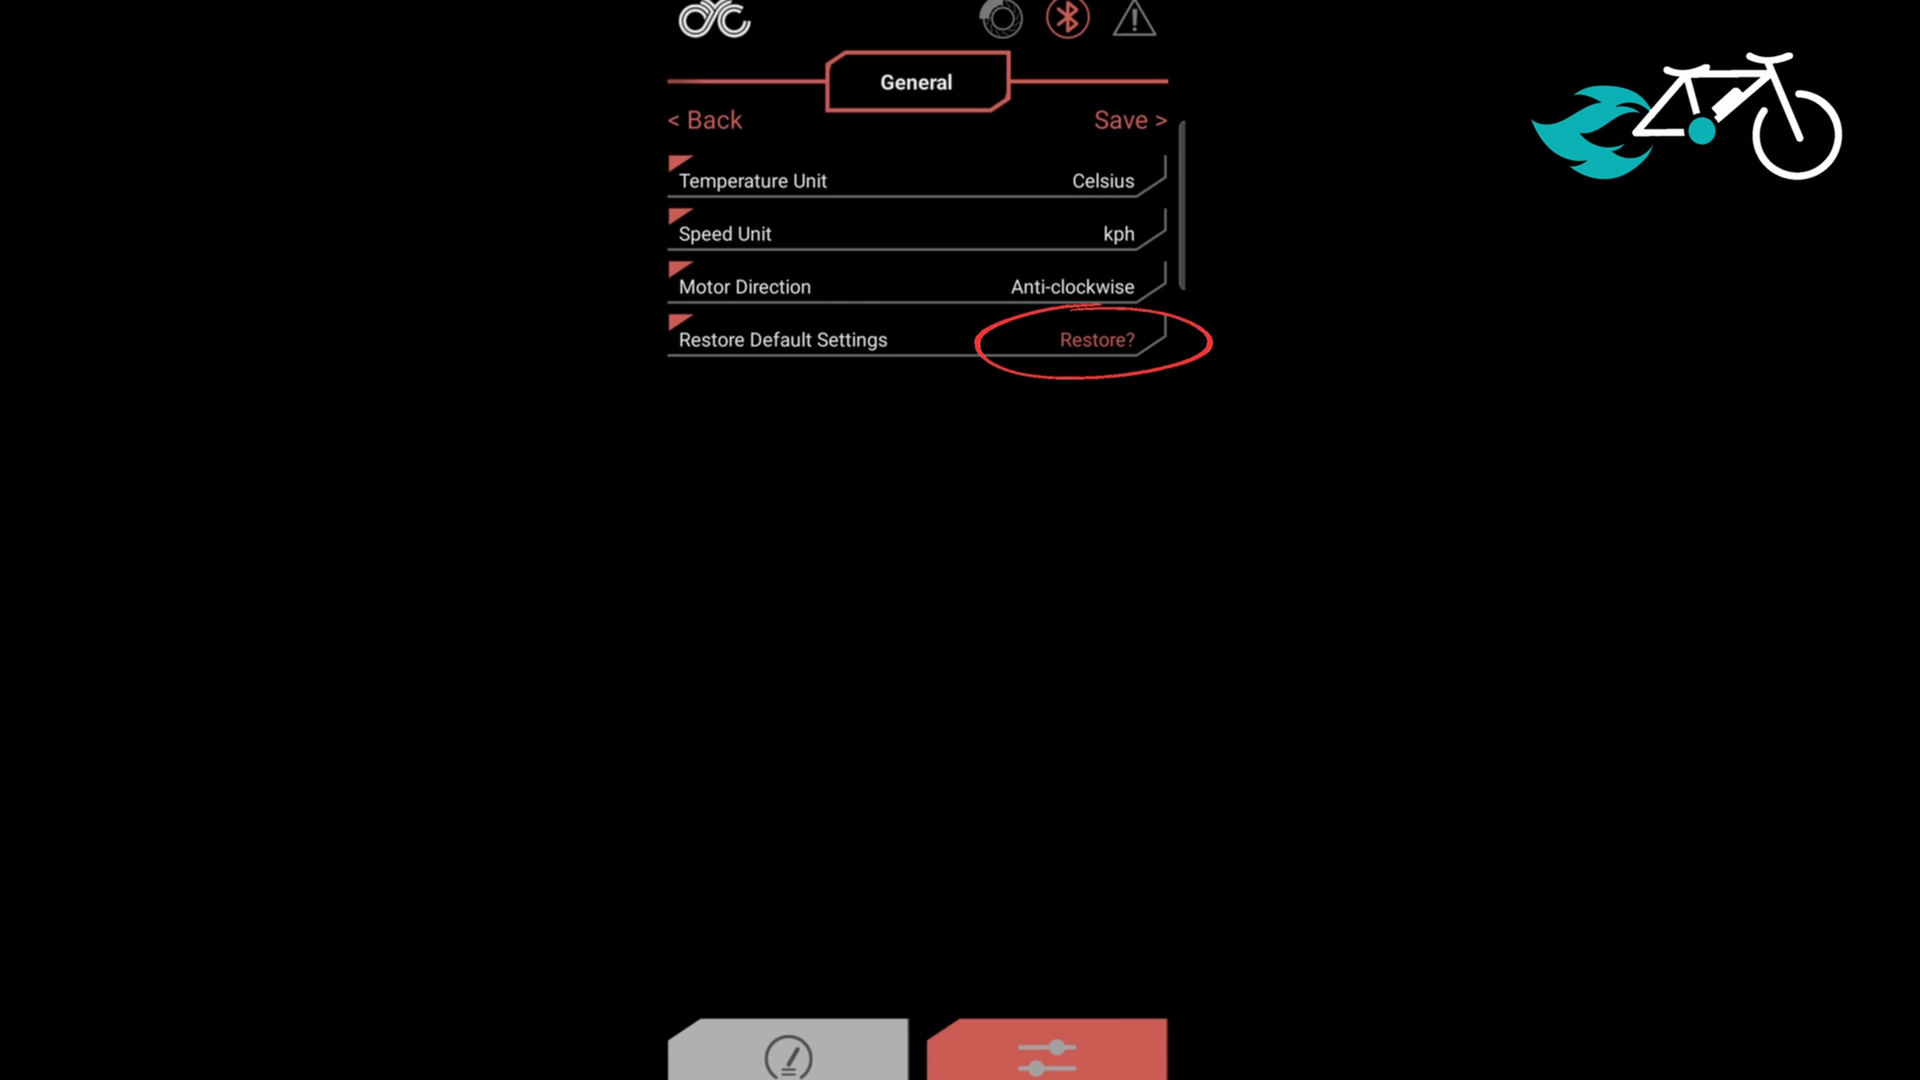 General
< Back Save >
Temperature Unit Celsius
Speed Unit kph
Motor Direction Anti-clockwise
Restore Default Settings Restore?